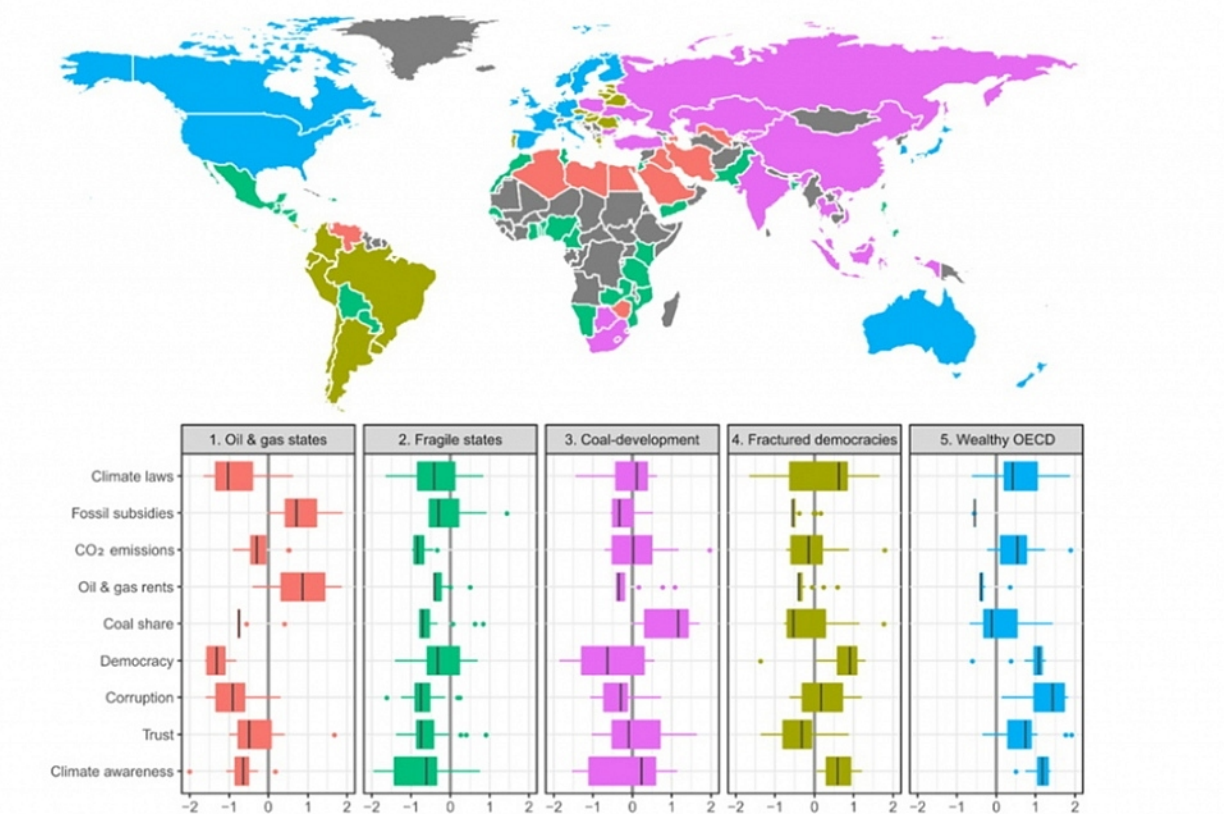 1. Oil & gas states 2. Fragile states 3. Coal-development 4. Fractured democracies 5. Wealthy OECD
Climate laws
Fossil subsidies
CO₂ emissions
Oil & gas rents
Coal share
Democracy
Corruption
Trust
Climate awareness
−2 −1 0 1 2 −2 −1 0 1 2 −2 −1 0 1 2 −2 −1 0 1 2 −2 −1 0 1 2